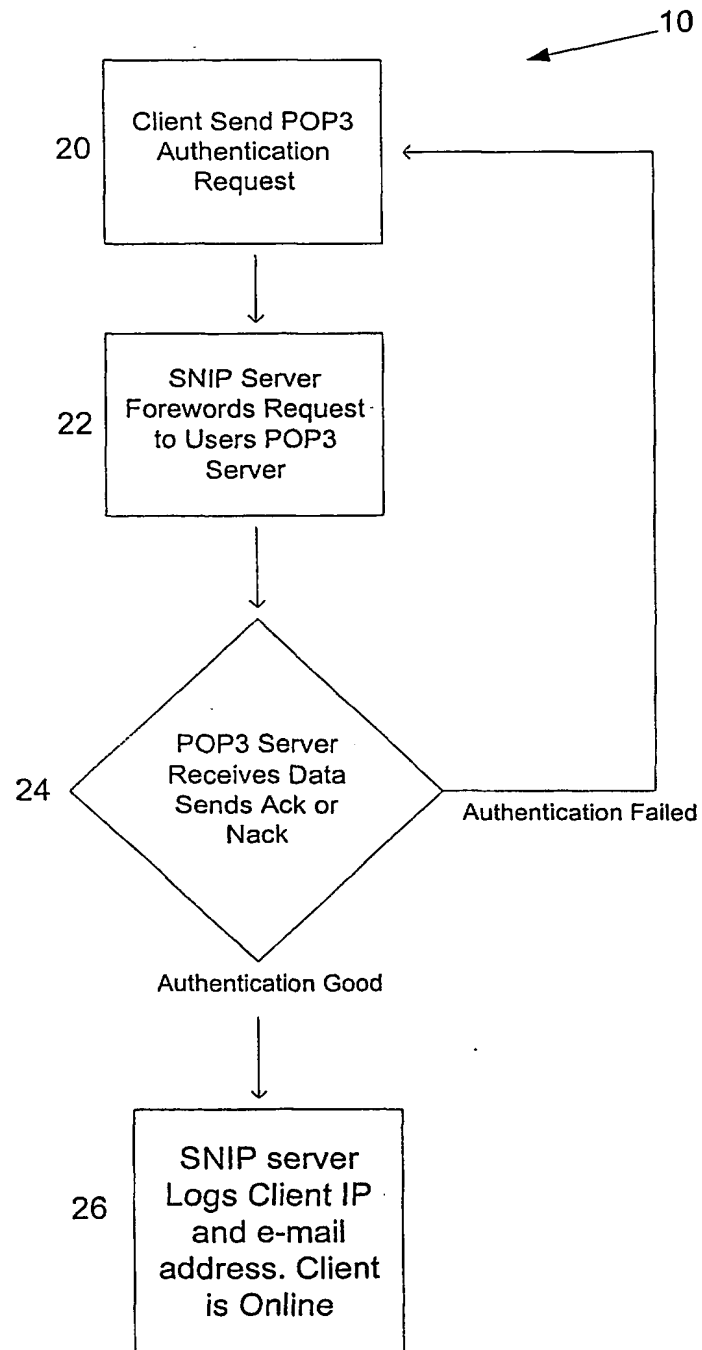 10
20
Client Send POP3
Authentication
Request
22
SNIP Server
Forewords Request
to Users POP3
Server
24
POP3 Server
Receives Data
Sends Ack or
Nack
Authentication Failed
Authentication Good
26
SNIP server
Logs Client IP
and e-mail
address. Client
is Online